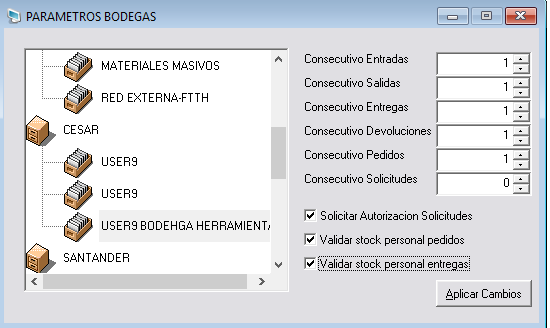 PARAMETROS BODEGAS
MATERIALES MASIVOS
RED EXTERNA-FTTH
CESAR
USER9
USER9
USER9 BODEHGA HERRAMIENTA
SANTANDER
Consecutivo Entradas 1
Consecutivo Salidas 1
Consecutivo Entregas 1
Consecutivo Devoluciones 1
Consecutivo Pedidos 1
Consecutivo Solicitudes 0
Solicitar Autorizacion Solicitudes
Validar stock personal pedidos
Validar stock personal entregas
Aplicar Cambios